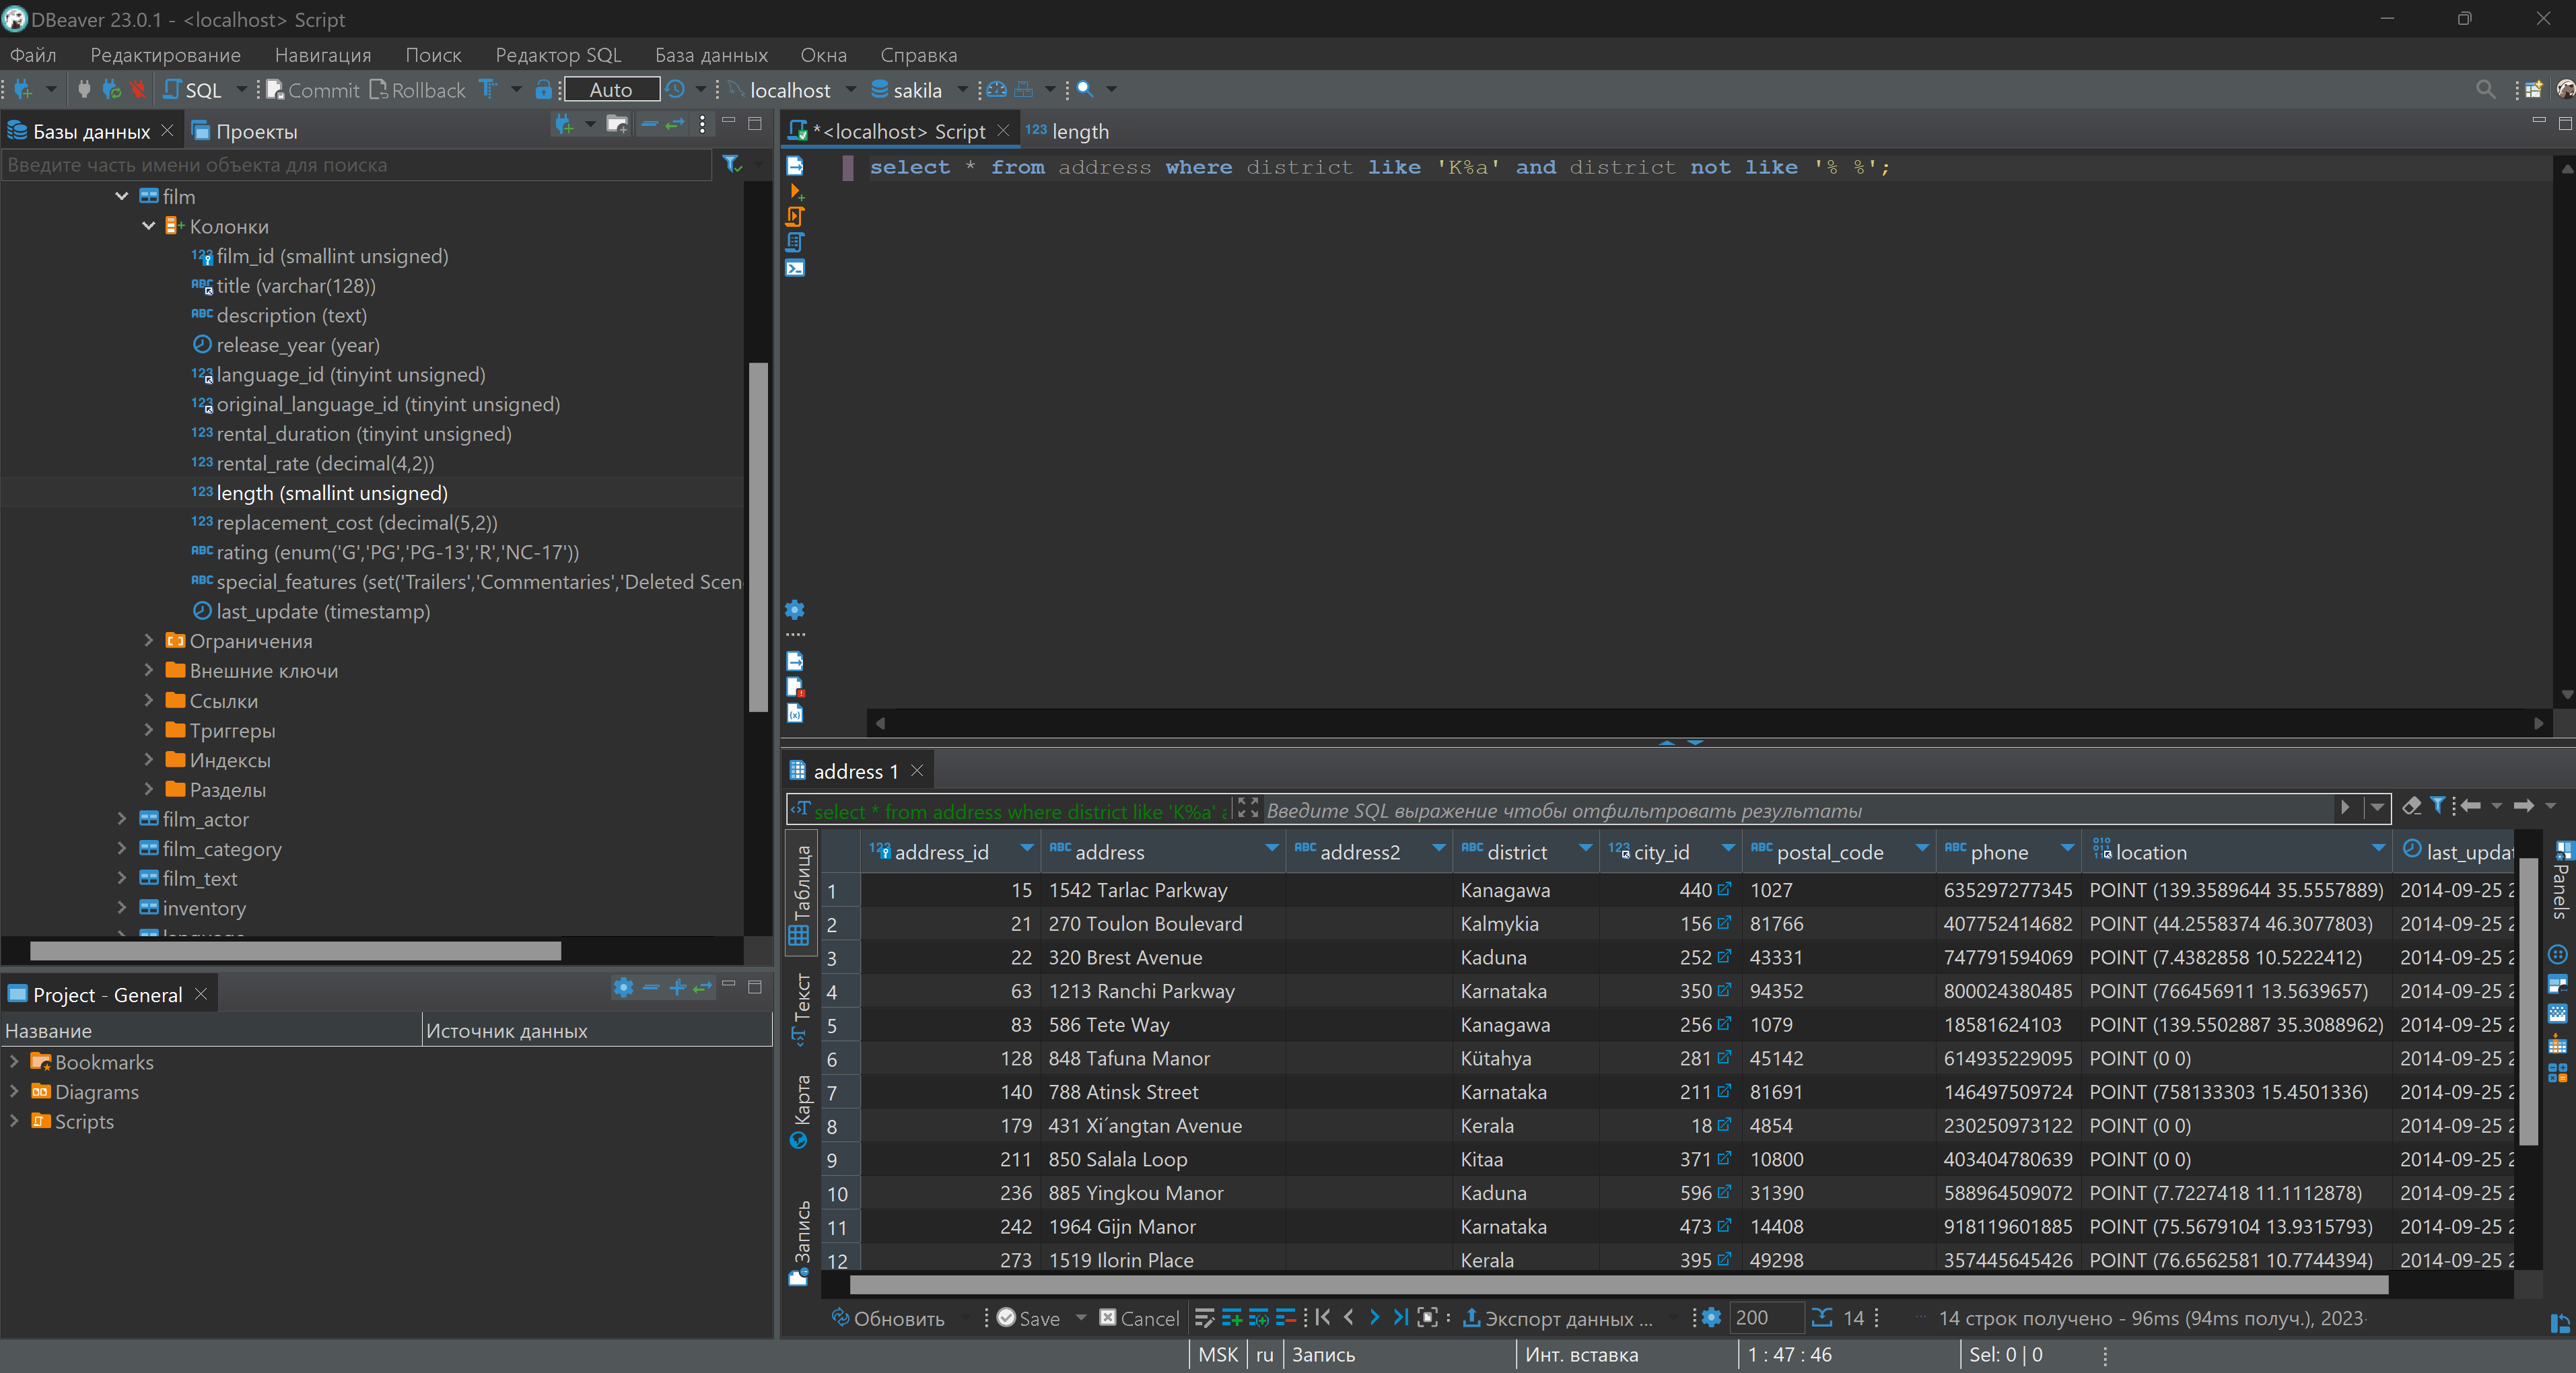 DBeaver 23.0.1 - <localhost> Script
Файл Редактирование Навигация Поиск Редактор SQL База данных Окна Справка
SQL Commit Rollback Auto localhost sakila
Базы данных Проекты
Введите часть имени объекта для поиска
film
Колонки
film_id (smallint unsigned)
title (varchar(128))
description (text)
release_year (year)
language_id (tinyint unsigned)
original_language_id (tinyint unsigned)
rental_duration (tinyint unsigned)
rental_rate (decimal(4,2))
length (smallint unsigned)
replacement_cost (decimal(5,2))
rating (enum('G','PG','PG-13','R','NC-17'))
special_features (set('Trailers','Commentaries','Deleted Scen
last_update (timestamp)
Ограничения
Внешние ключи
Ссылки
Триггеры
Индексы
Разделы
film_actor
film_category
film_text
inventory
Project - General
Название Источник данных
Bookmarks
Diagrams
Scripts
*<localhost> Script 123 length
select * from address where district like 'K%a' and district not like '% %';
address 1
select * from address where district like 'K%a' a Введите SQL выражение чтобы отфильтровать результаты
Таблица
Текст
Карта
Запись
Panels
address_id address address2 district city_id postal_code phone location last_updat
1 15 1542 Tarlac Parkway Kanagawa 440 1027 635297277345 POINT (139.3589644 35.5557889) 2014-09-25 2
2 21 270 Toulon Boulevard Kalmykia 156 81766 407752414682 POINT (44.2558374 46.3077803) 2014-09-25 2
3 22 320 Brest Avenue Kaduna 252 43331 747791594069 POINT (7.4382858 10.5222412) 2014-09-25 2
4 63 1213 Ranchi Parkway Karnataka 350 94352 800024380485 POINT (766456911 13.5639657) 2014-09-25 2
5 83 586 Tete Way Kanagawa 256 1079 18581624103 POINT (139.5502887 35.3088962) 2014-09-25 2
6 128 848 Tafuna Manor Kütahya 281 45142 614935229095 POINT (0 0) 2014-09-25 2
7 140 788 Atinsk Street Karnataka 211 81691 146497509724 POINT (758133303 15.4501336) 2014-09-25 2
8 179 431 Xi´angtan Avenue Kerala 18 4854 230250973122 POINT (0 0) 2014-09-25 2
9 211 850 Salala Loop Kitaa 371 10800 403404780639 POINT (0 0) 2014-09-25 2
10 236 885 Yingkou Manor Kaduna 596 31390 588964509072 POINT (7.7227418 11.1112878) 2014-09-25 2
11 242 1964 Gijn Manor Karnataka 473 14408 918119601885 POINT (75.5679104 13.9315793) 2014-09-25 2
12 273 1519 Ilorin Place Kerala 395 49298 357445645426 POINT (76.6562581 10.7744394) 2014-09-25 2
Обновить Save Cancel Экспорт данных ... 200 14 14 строк получено - 96ms (94ms получ.), 2023-
MSK ru Запись Инт. вставка 1 : 47 : 46 Sel: 0 | 0